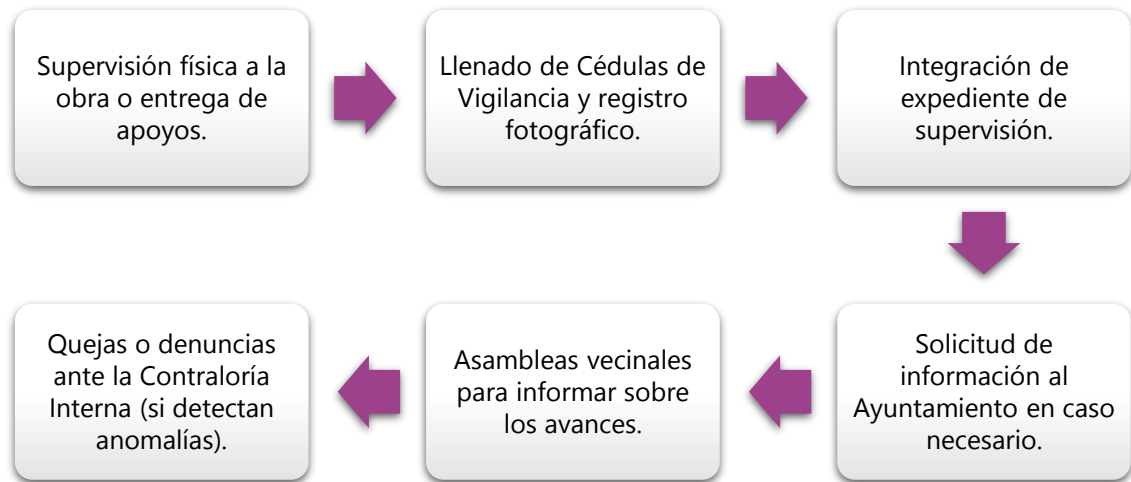 Supervisión física a la
obra o entrega de
apoyos.
Llenado de Cédulas de
Vigilancia y registro
fotográfico.
Integración de
expediente de
supervisión.
Solicitud de
información al
Ayuntamiento en caso
necesario.
Asambleas vecinales
para informar sobre
los avances.
Quejas o denuncias
ante la Contraloría
Interna (si detectan
anomalías).